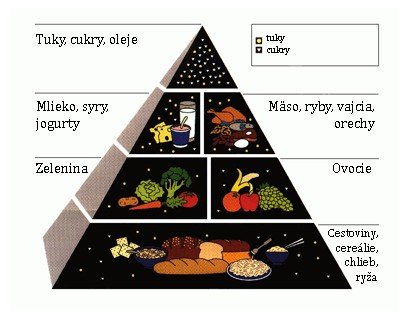 Tuky, cukry, oleje
tuky
cukry
Mlieko, syry,
jogurty
Mäso, ryby, vajcia,
orechy
Zelenina
Ovocie
Cestoviny,
cereálie,
chlieb,
ryža